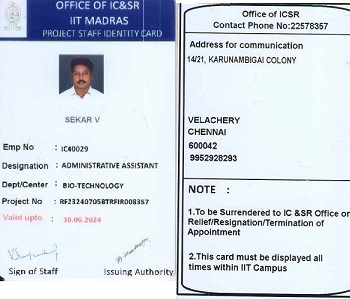 OFFICE OF IC&SR
IIT MADRAS
PROJECT STAFF IDENTITY CARD
SEKAR V
Emp No : IC40029
Designation : ADMINISTRATIVE ASSISTANT
Dept/Center : BIO-TECHNOLOGY
Project No : RF23240705BTRFIR008357
Valid upto : 30.06.2024
Sign of Staff
Issuing Authority
Office of ICSR
Contact Phone No:22578357
Address for communication
14/21, KARUNAMBIGAI COLONY
VELACHERY
CHENNAI
600042
9952928293
NOTE :
1.To be Surrendered to IC &SR Office on
Relief/Resignation/Termination of
Appointment
2.This card must be displayed all
times within IIT Campus